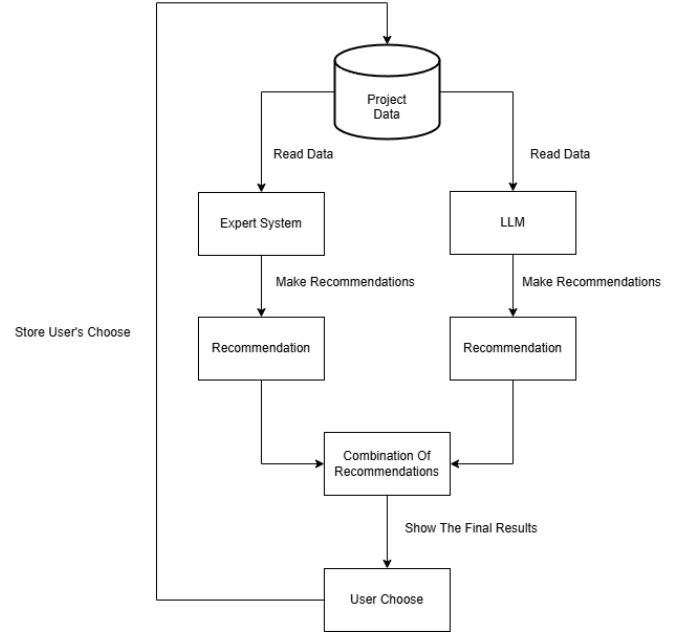 Project
Data
Read Data
Read Data
Expert System
LLM
Make Recommendations
Make Recommendations
Store User's Choose
Recommendation
Recommendation
Combination Of
Recommendations
Show The Final Results
User Choose